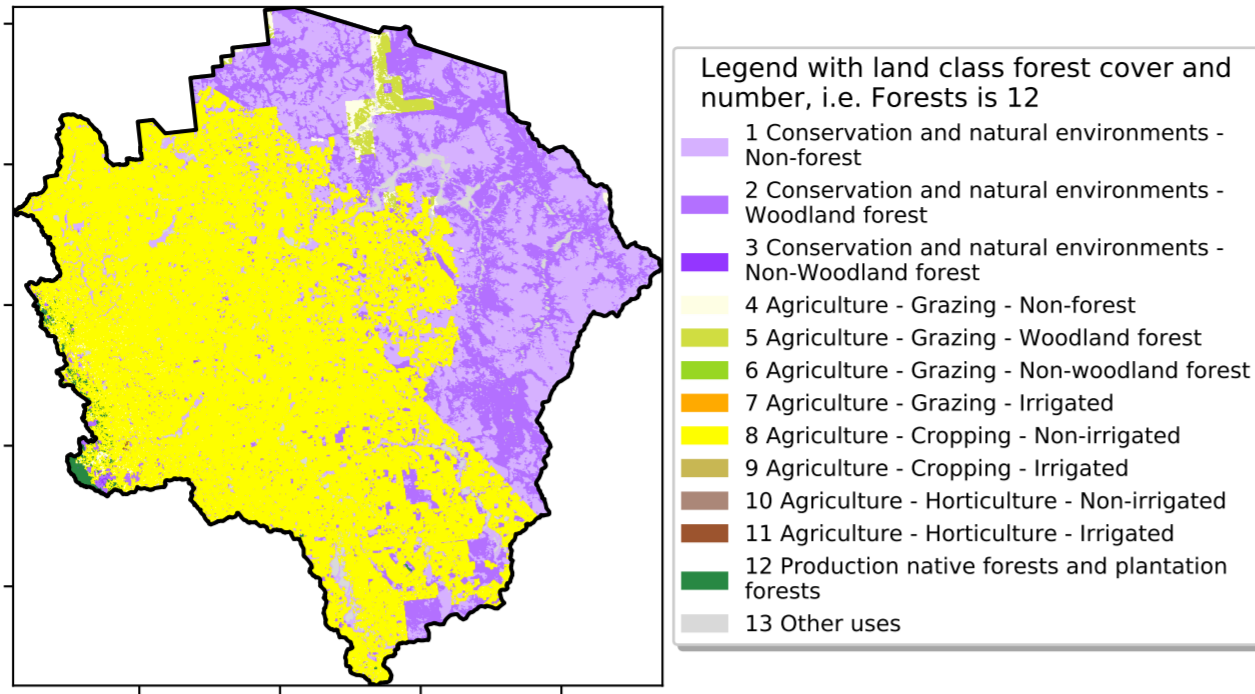 Legend with land class forest cover and
number, i.e. Forests is 12
1 Conservation and natural environments -
Non-forest
2 Conservation and natural environments -
Woodland forest
3 Conservation and natural environments -
Non-Woodland forest
4 Agriculture - Grazing - Non-forest
5 Agriculture - Grazing - Woodland forest
6 Agriculture - Grazing - Non-woodland forest
7 Agriculture - Grazing - Irrigated
8 Agriculture - Cropping - Non-irrigated
9 Agriculture - Cropping - Irrigated
10 Agriculture - Horticulture - Non-irrigated
11 Agriculture - Horticulture - Irrigated
12 Production native forests and plantation
forests
13 Other uses